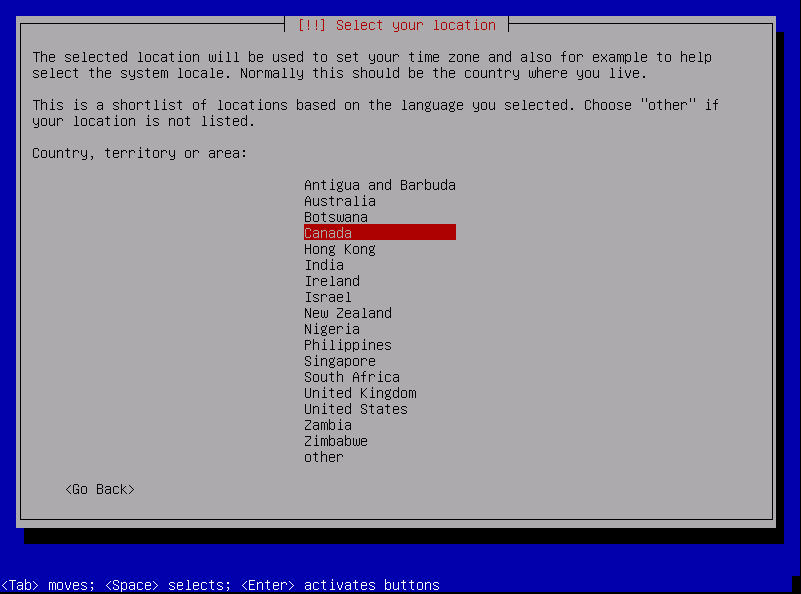 [!!] Select your location
The selected location will be used to set your time zone and also for example to help
select the system locale. Normally this should be the country where you live.
This is a shortlist of locations based on the language you selected. Choose "other" if
your location is not listed.
Country, territory or area:
Antigua and Barbuda
Australia
Botswana
Canada
Hong Kong
India
Ireland
Israel
New Zealand
Nigeria
Philippines
Singapore
South Africa
United Kingdom
United States
Zambia
Zimbabwe
other
<Go Back>
<Tab> moves; <Space> selects; <Enter> activates buttons